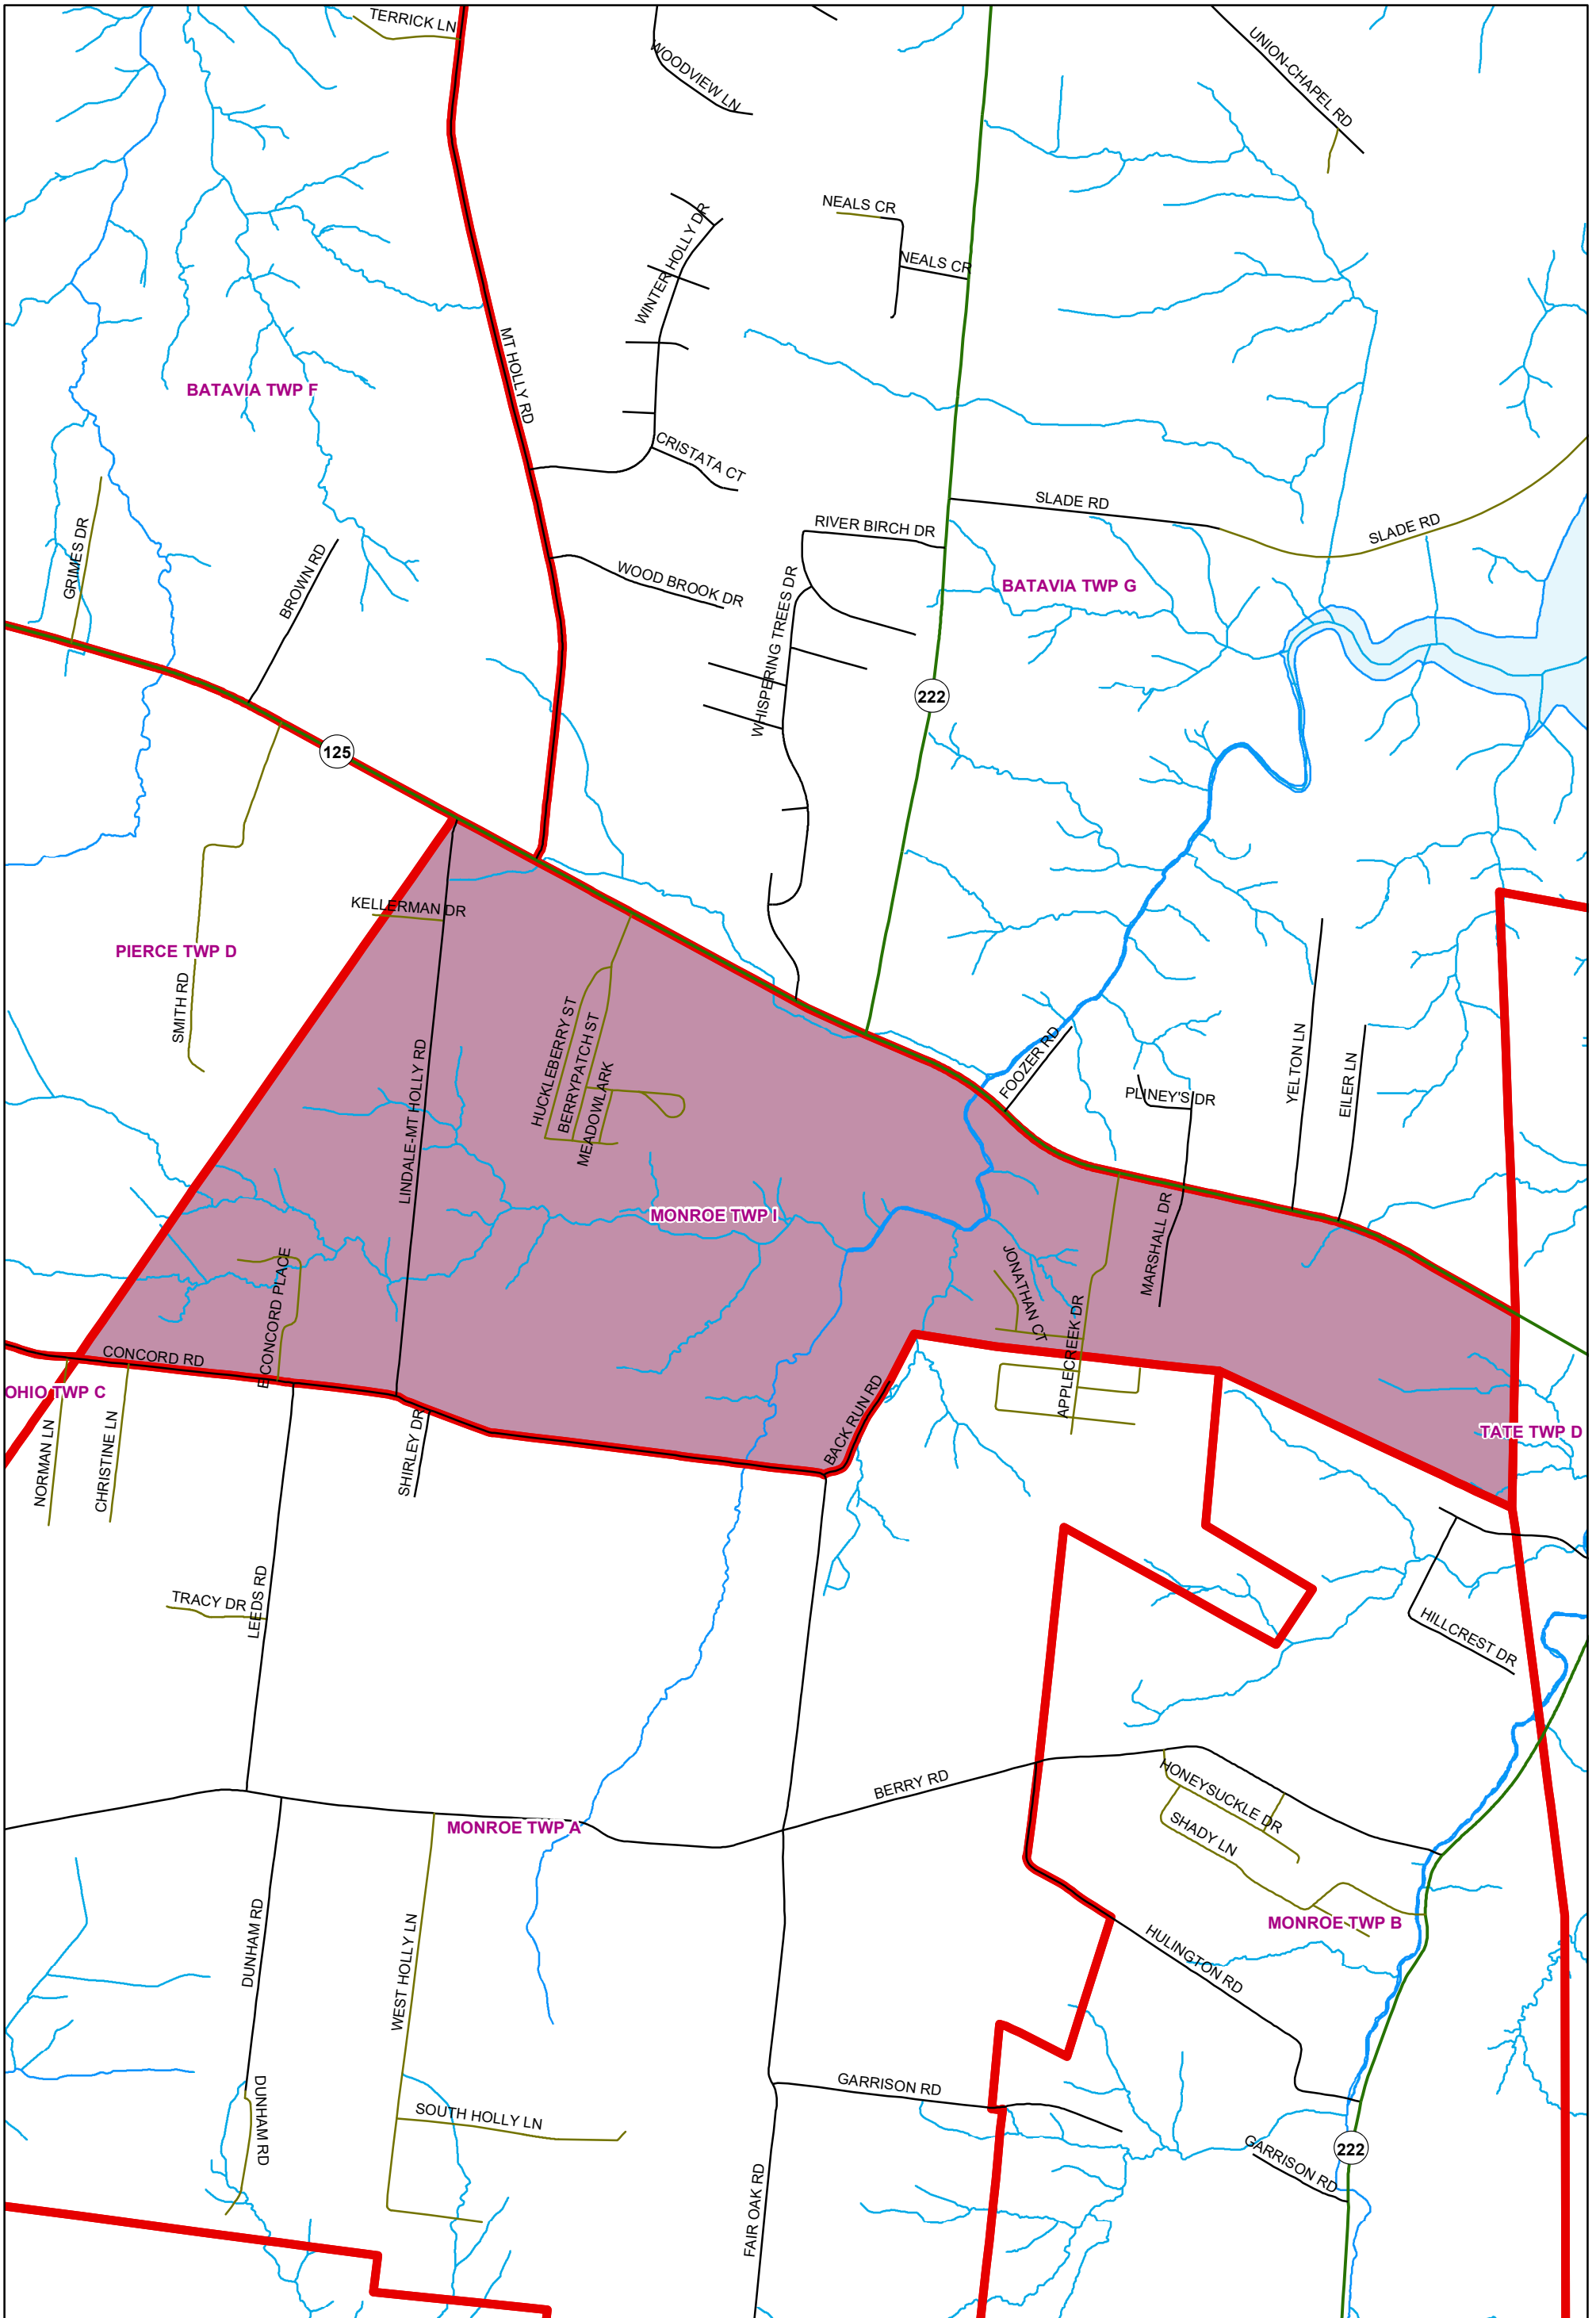 TERRICK LN
WOODVIEW LN
UNION-CHAPEL RD
NEALS CR
WINTER HOLLY DR
NEALS CR
MT HOLLY RD
BATAVIA TWP F
CRISTATA CT
SLADE RD
SLADE RD
RIVER BIRCH DR
GRIMES DR
BROWN RD
WOOD BROOK DR
BATAVIA TWP G
WHISPERING TREES DR
222
125
KELLERMAN DR
PIERCE TWP D
SMITH RD
HUCKLEBERRY ST
BERRYPATCH ST
MEADOWLARK
LINDALE-MT HOLLY RD
FOOZER RD
PLINEY'S DR
YELTON LN
EILER LN
MONROE TWP I
MARSHALL DR
JONATHAN CT
E CONCORD PLACE
APPLECREEK DR
CONCORD RD
OHIO TWP C
BACK RUN RD
TATE TWP D
NORMAN LN
CHRISTINE LN
SHIRLEY DR
TRACY DR
LEEDS RD
HILLCREST DR
BERRY RD
HONEYSUCKLE DR
SHADY LN
MONROE TWP A
MONROE TWP B
DUNHAM RD
WEST HOLLY LN
HULINGTON RD
GARRISON RD
DUNHAM RD
SOUTH HOLLY LN
222
GARRISON RD
FAIR OAK RD